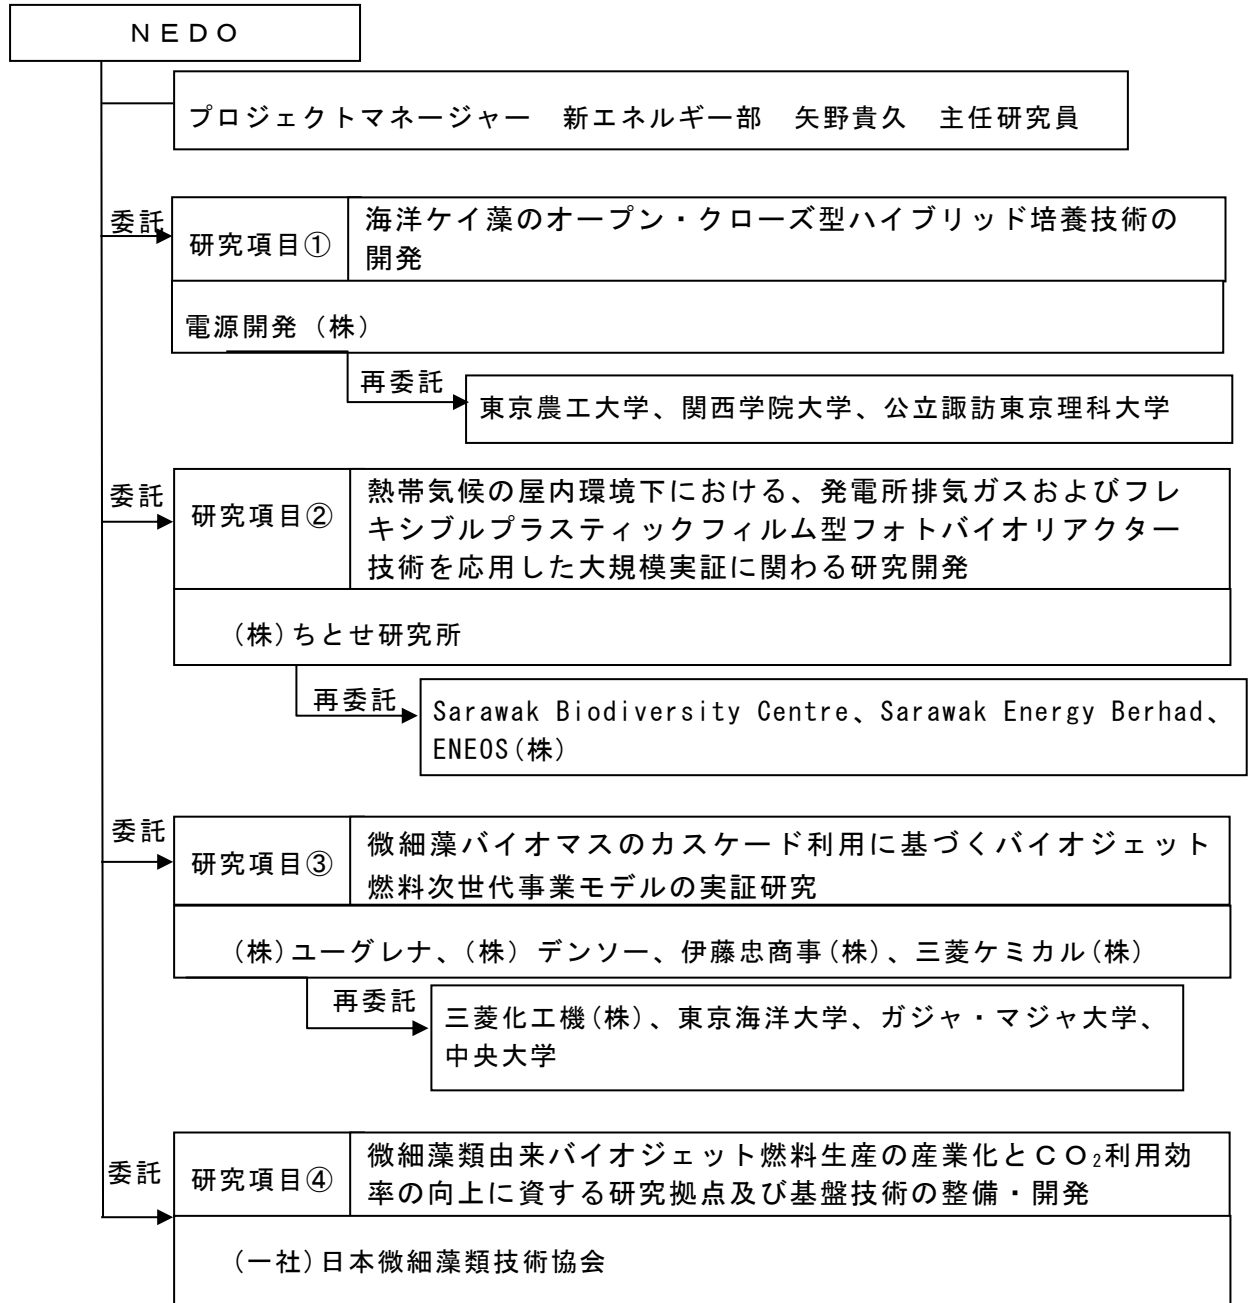 ＮＥＤＯ
プロジェクトマネージャー　新エネルギー部　矢野貴久　主任研究員
委託
研究項目①
海洋ケイ藻のオープン・クローズ型ハイブリッド培養技術の
開発
電源開発（株）
再委託
東京農工大学、関西学院大学、公立諏訪東京理科大学
委託
研究項目②
熱帯気候の屋内環境下における、発電所排気ガスおよびフレ
キシブルプラスティックフィルム型フォトバイオリアクター
技術を応用した大規模実証に関わる研究開発
(株)ちとせ研究所
再委託
Sarawak Biodiversity Centre、Sarawak Energy Berhad、
ENEOS(株)
委託
研究項目③
微細藻バイオマスのカスケード利用に基づくバイオジェット
燃料次世代事業モデルの実証研究
(株)ユーグレナ、(株) デンソー、伊藤忠商事(株)、三菱ケミカル(株)
再委託
三菱化工機(株)、東京海洋大学、ガジャ・マジャ大学、
中央大学
委託
研究項目④
微細藻類由来バイオジェット燃料生産の産業化とＣＯ₂利用効
率の向上に資する研究拠点及び基盤技術の整備・開発
(一社)日本微細藻類技術協会